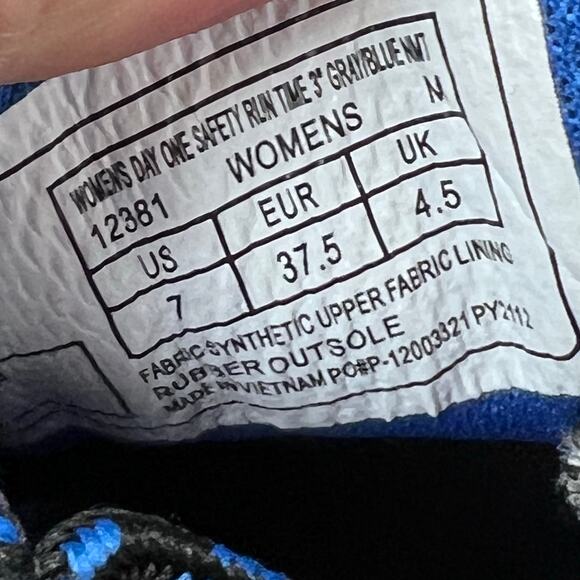 WOMENS DAY ONE SAFETY RUN TIME 3" GRAY/BLUE NMT
12381 WOMENS M
US EUR UK
7 37.5 4.5
FABRIC SYNTHETIC UPPER FABRIC LINING
RUBBER OUTSOLE
MADE IN VIETNAM PO#P-12003321 PY2112